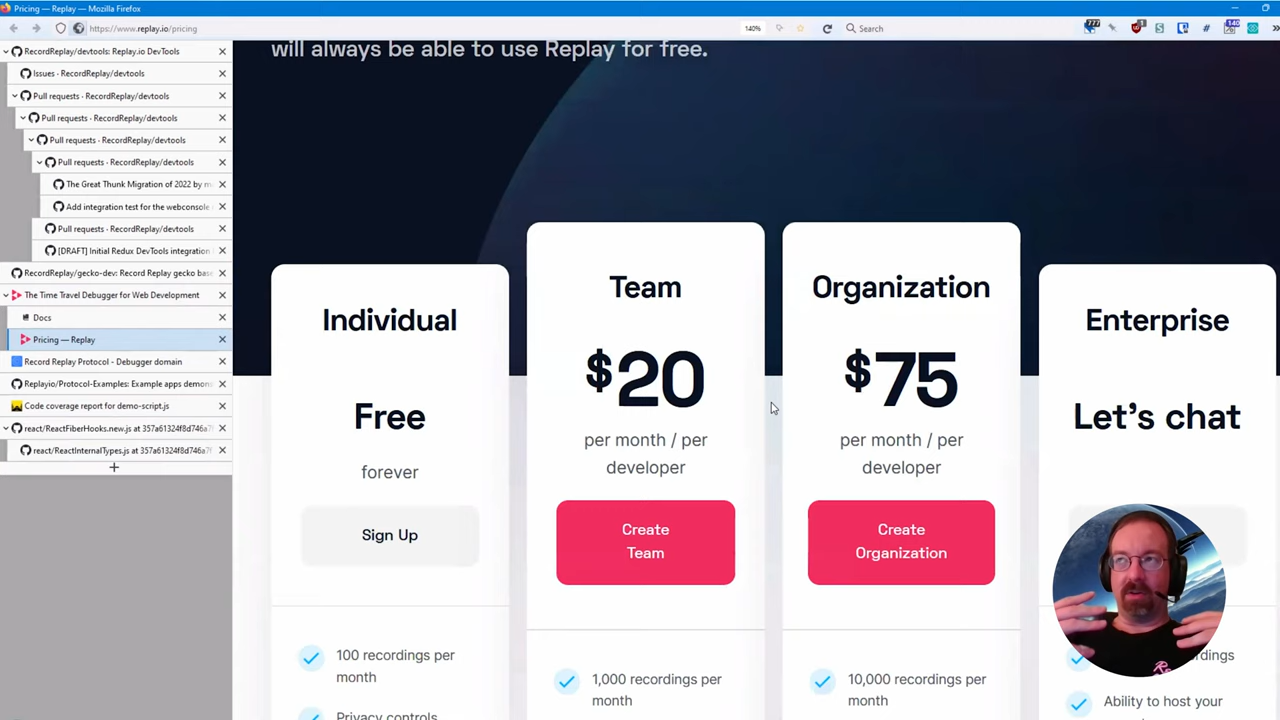 Pricing — Replay — Mozilla Firefox
https://www.replay.io/pricing
140%
Search
777
140
RecordReplay/devtools: Replay.io DevTools
Issues · RecordReplay/devtools
Pull requests · RecordReplay/devtools
Pull requests · RecordReplay/devtools
Pull requests · RecordReplay/devtools
Pull requests · RecordReplay/devtools
The Great Thunk Migration of 2022 by m
Add integration test for the webconsole
Pull requests · RecordReplay/devtools
[DRAFT] Initial Redux DevTools integration
RecordReplay/gecko-dev: Record Replay gecko base
The Time Travel Debugger for Web Development
Docs
Pricing — Replay
Record Replay Protocol - Debugger domain
Replayio/Protocol-Examples: Example apps demon
Code coverage report for demo-script.js
react/ReactFiberHooks.new.js at 357a61324f8d746a7
react/ReactInternalTypes.js at 357a61324f8d746a7
will always be able to use Replay for free.
Individual
Free
forever
Sign Up
100 recordings per
month
Privacy controls
Team
$20
per month / per
developer
Create
Team
1,000 recordings per
month
Organization
$75
per month / per
developer
Create
Organization
10,000 recordings per
month
Enterprise
Let's chat
Ability to host your